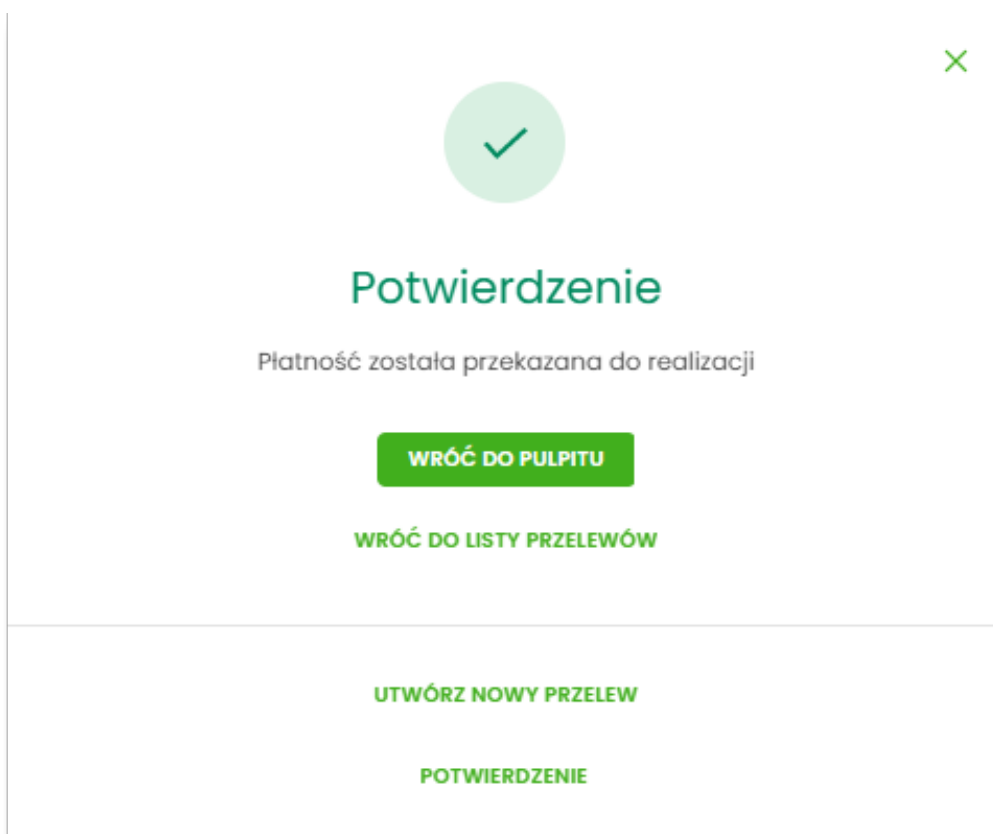 Potwierdzenie
Płatność została przekazana do realizacji
WRÓĆ DO PULPITU
WRÓĆ DO LISTY PRZELEWÓW
UTWÓRZ NOWY PRZELEW
POTWIERDZENIE